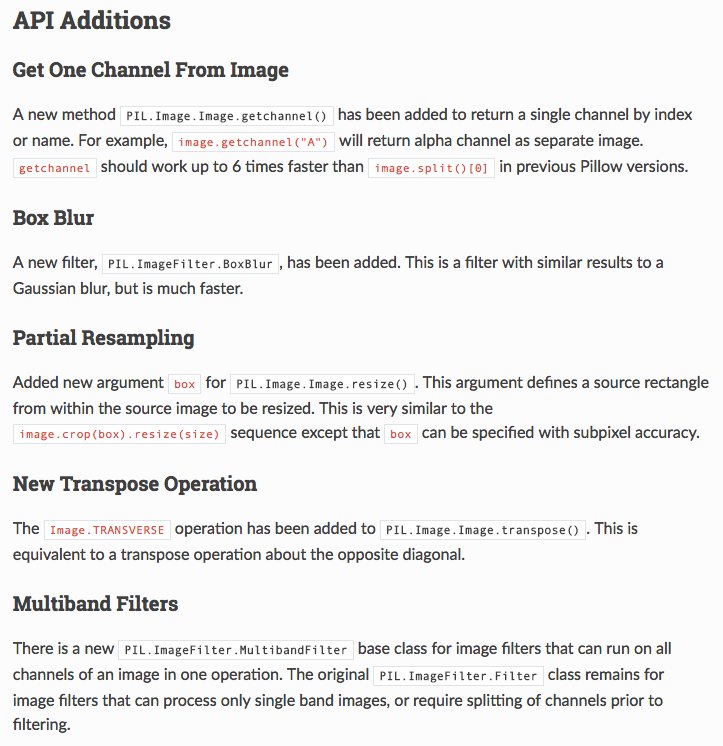 API Additions
Get One Channel From Image
A new method PIL.Image.Image.getchannel() has been added to return a single channel by index
or name. For example, image.getchannel("A") will return alpha channel as separate image.
getchannel should work up to 6 times faster than image.split()[0] in previous Pillow versions.
Box Blur
A new filter, PIL.ImageFilter.BoxBlur, has been added. This is a filter with similar results to a
Gaussian blur, but is much faster.
Partial Resampling
Added new argument box for PIL.Image.Image.resize(). This argument defines a source rectangle
from within the source image to be resized. This is very similar to the
image.crop(box).resize(size) sequence except that box can be specified with subpixel accuracy.
New Transpose Operation
The Image.TRANSVERSE operation has been added to PIL.Image.Image.transpose(). This is
equivalent to a transpose operation about the opposite diagonal.
Multiband Filters
There is a new PIL.ImageFilter.MultibandFilter base class for image filters that can run on all
channels of an image in one operation. The original PIL.ImageFilter.Filter class remains for
image filters that can process only single band images, or require splitting of channels prior to
filtering.